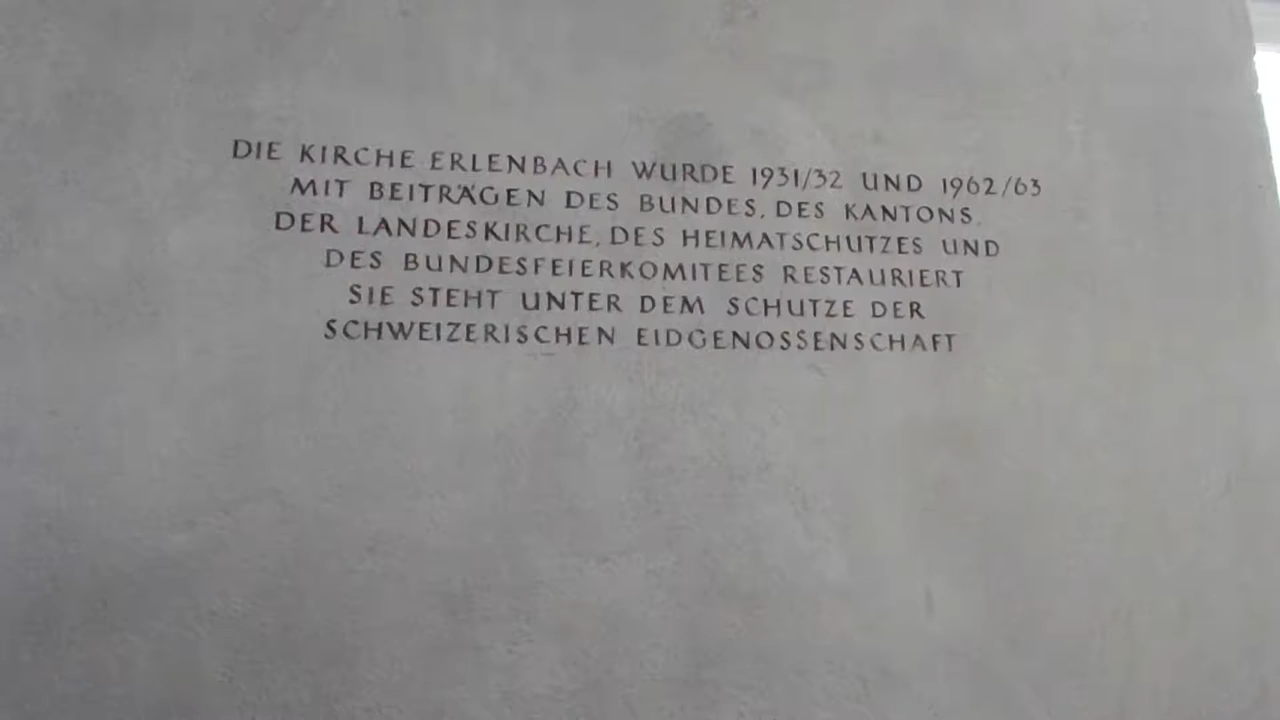 DIE KIRCHE ERLENBACH WURDE 1931/32 UND 1962/63
MIT BEITRÄGEN DES BUNDES, DES KANTONS,
DER LANDESKIRCHE, DES HEIMATSCHUTZES UND
DES BUNDESFEIERKOMITEES RESTAURIERT
SIE STEHT UNTER DEM SCHUTZE DER
SCHWEIZERISCHEN EIDGENOSSENSCHAFT